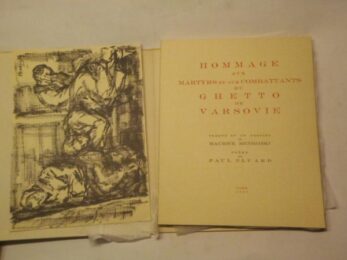 HOMMAGE
AUX
MARTYRS ET AUX COMBATTANTS
DU
GHETTO
DE
VARSOVIE
MAURICE MENDJISKY
PAUL ELUARD